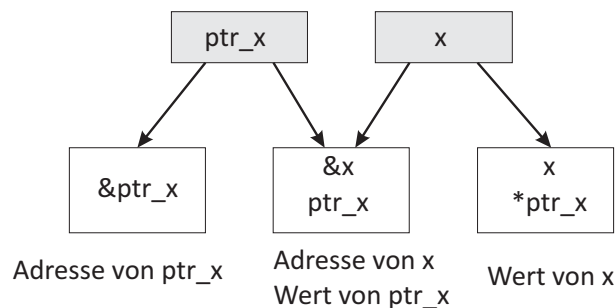 ptr_x
x
&ptr_x
&x
ptr_x
x
*ptr_x
Adresse von ptr_x
Adresse von x
Wert von ptr_x
Wert von x